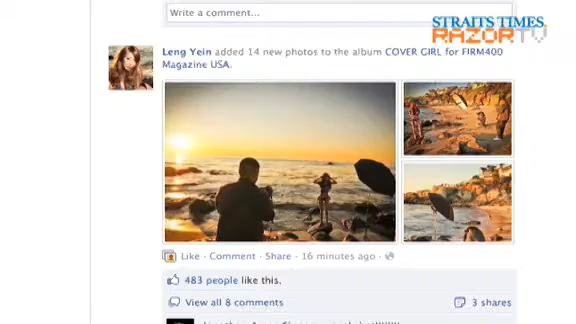 Write a comment...
STRAITS TIMES
RAZORTV
Leng Yein added 14 new photos to the album COVER GIRL for FIRM400
Magazine USA.
Like · Comment · Share · 16 minutes ago ·
483 people like this.
View all 8 comments
3 shares